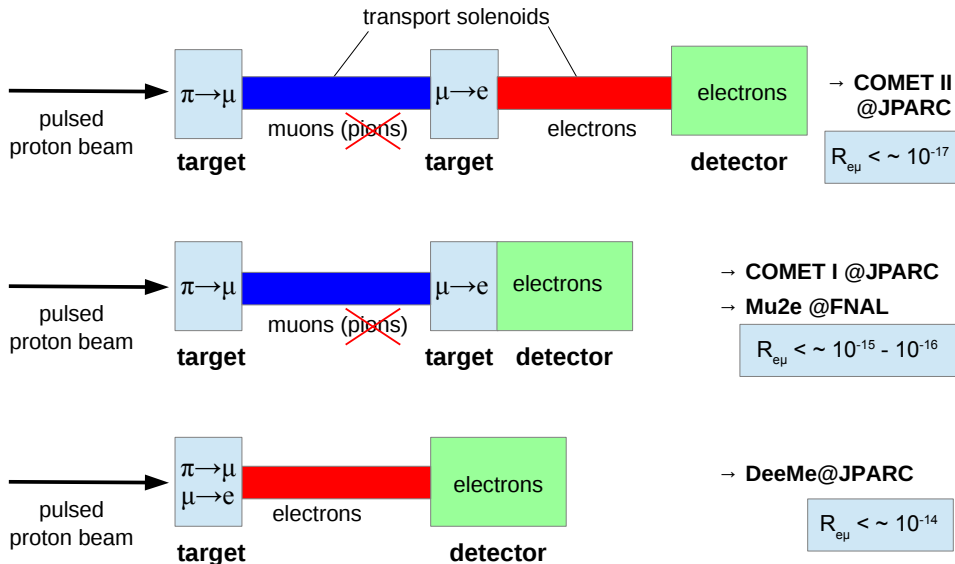 transport solenoids
π→μ
μ→e
electrons
→ COMET II
@JPARC
pulsed
proton beam
muons (pions)
electrons
target
target
detector
R_eμ < ~ 10^-17
π→μ
μ→e
electrons
→ COMET I @JPARC
→ Mu2e @FNAL
pulsed
proton beam
muons (pions)
target
target
detector
R_eμ < ~ 10^-15 - 10^-16
π→μ
μ→e
electrons
→ DeeMe@JPARC
pulsed
proton beam
electrons
target
detector
R_eμ < ~ 10^-14